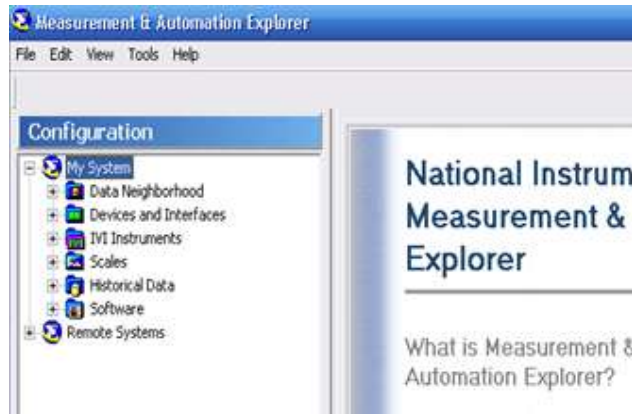 Measurement & Automation Explorer
File Edit View Tools Help
Configuration
My System
Data Neighborhood
Devices and Interfaces
IVI Instruments
Scales
Historical Data
Software
Remote Systems
National Instrum
Measurement &
Explorer
What is Measurement &
Automation Explorer?